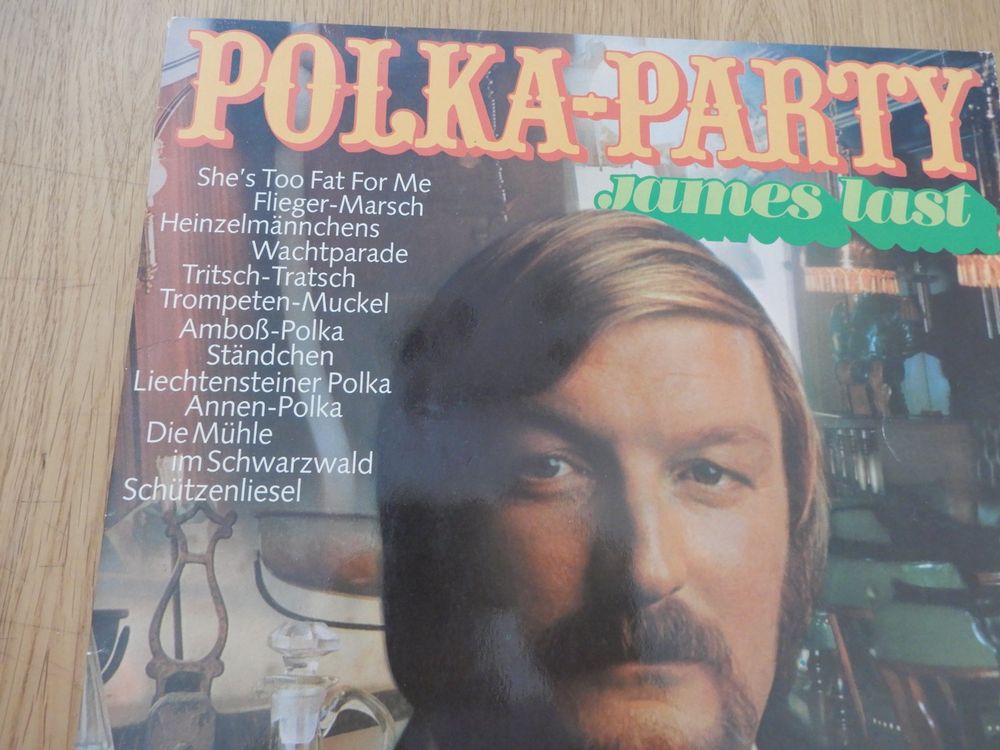 POLKA-PARTY
James last
She's Too Fat For Me
Flieger-Marsch
Heinzelmännchens
Wachtparade
Tritsch-Tratsch
Trompeten-Muckel
Amboß-Polka
Ständchen
Liechtensteiner Polka
Annen-Polka
Die Mühle
im Schwarzwald
Schützenliesel